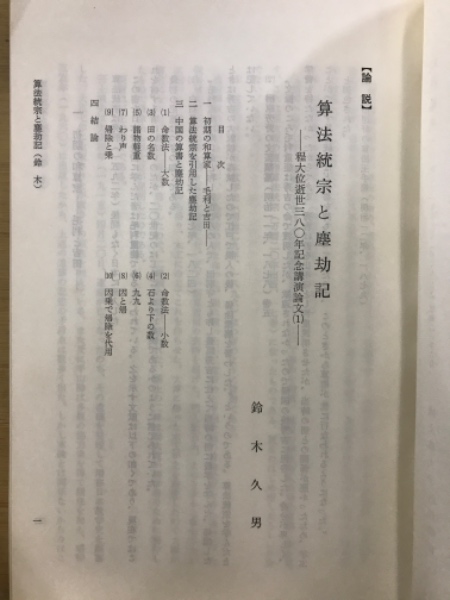 【論説】
算法統宗と塵劫記
――程大位逝世三八〇年記念講演論文(1)――
鈴木久男
目次
一 初期の和算家――毛利と吉田――
二 算法統宗を引用した塵劫記
三 中国の算書と塵劫記
(1) 命数法――大数
(2) 命数法――小数
(3) 田の名数
(4) 石より下の数
(5) 諸物軽重
(6) 九九
(7) わり声
(8) 因と帰
(9) 帰除と乗
(10) 因乗で帰除を代用
四 結論
算法統宗と塵劫記(鈴木)
一